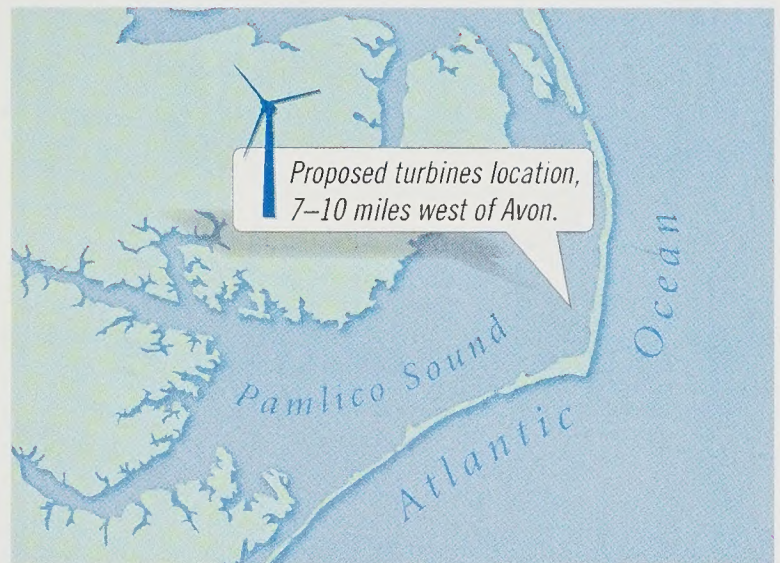 Proposed turbines location,
7–10 miles west of Avon.
Pamlico Sound
Atlantic
Ocean